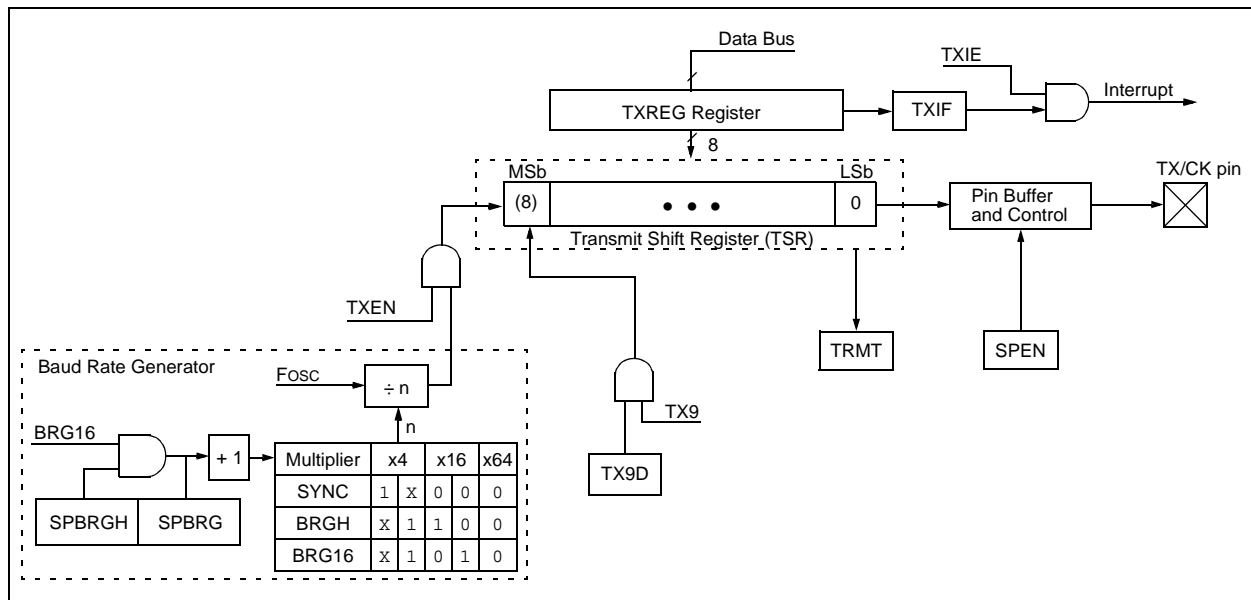 Data Bus
TXIE
Interrupt
TXREG Register
TXIF
8
MSb
LSb
TX/CK pin
(8)
• • •
0
Pin Buffer
and Control
Transmit Shift Register (TSR)
TXEN
TRMT
SPEN
Baud Rate Generator
FOSC
÷ n
n
TX9
BRG16
+ 1
TX9D
Multiplier x4 x16 x64
SYNC 1 X 0 0 0
BRGH X 1 1 0 0
BRG16 X 1 0 1 0
SPBRGH SPBRG